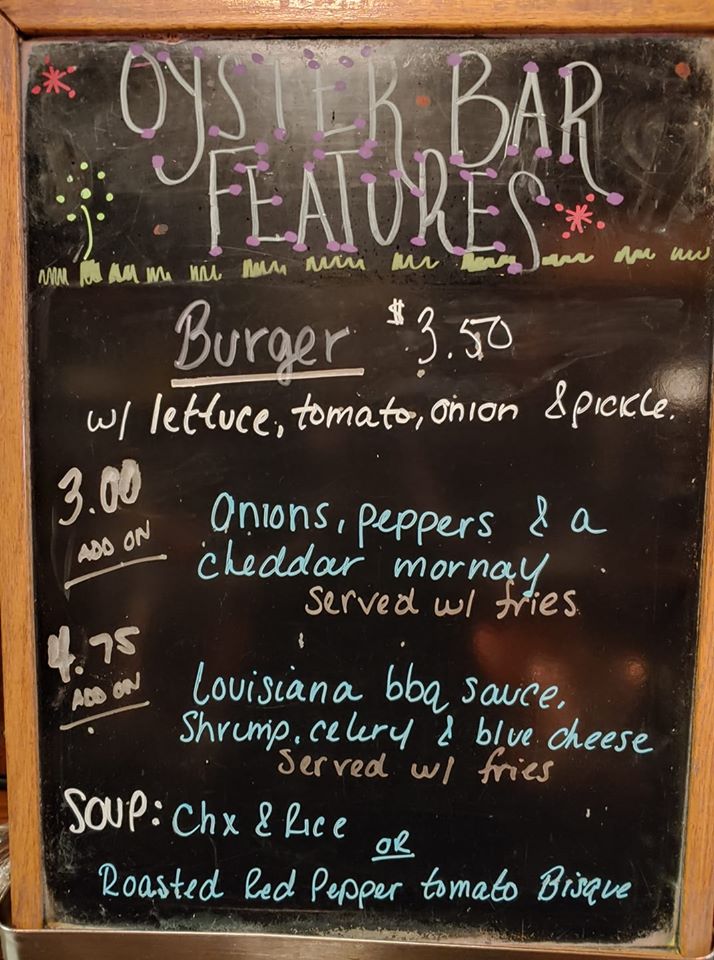 OYSTER BAR
FEATURES
Burger $3.50
w/ lettuce, tomato, onion & pickle.
3.00
ADD ON
Onions, peppers & a
cheddar mornay
Served w/ fries
4.75
ADD ON
Louisiana bbq sauce,
Shrump, celery & blue cheese
Served w/ fries
SOUP: Chx & Rice
OR
Roasted Red Pepper tomato Bisque